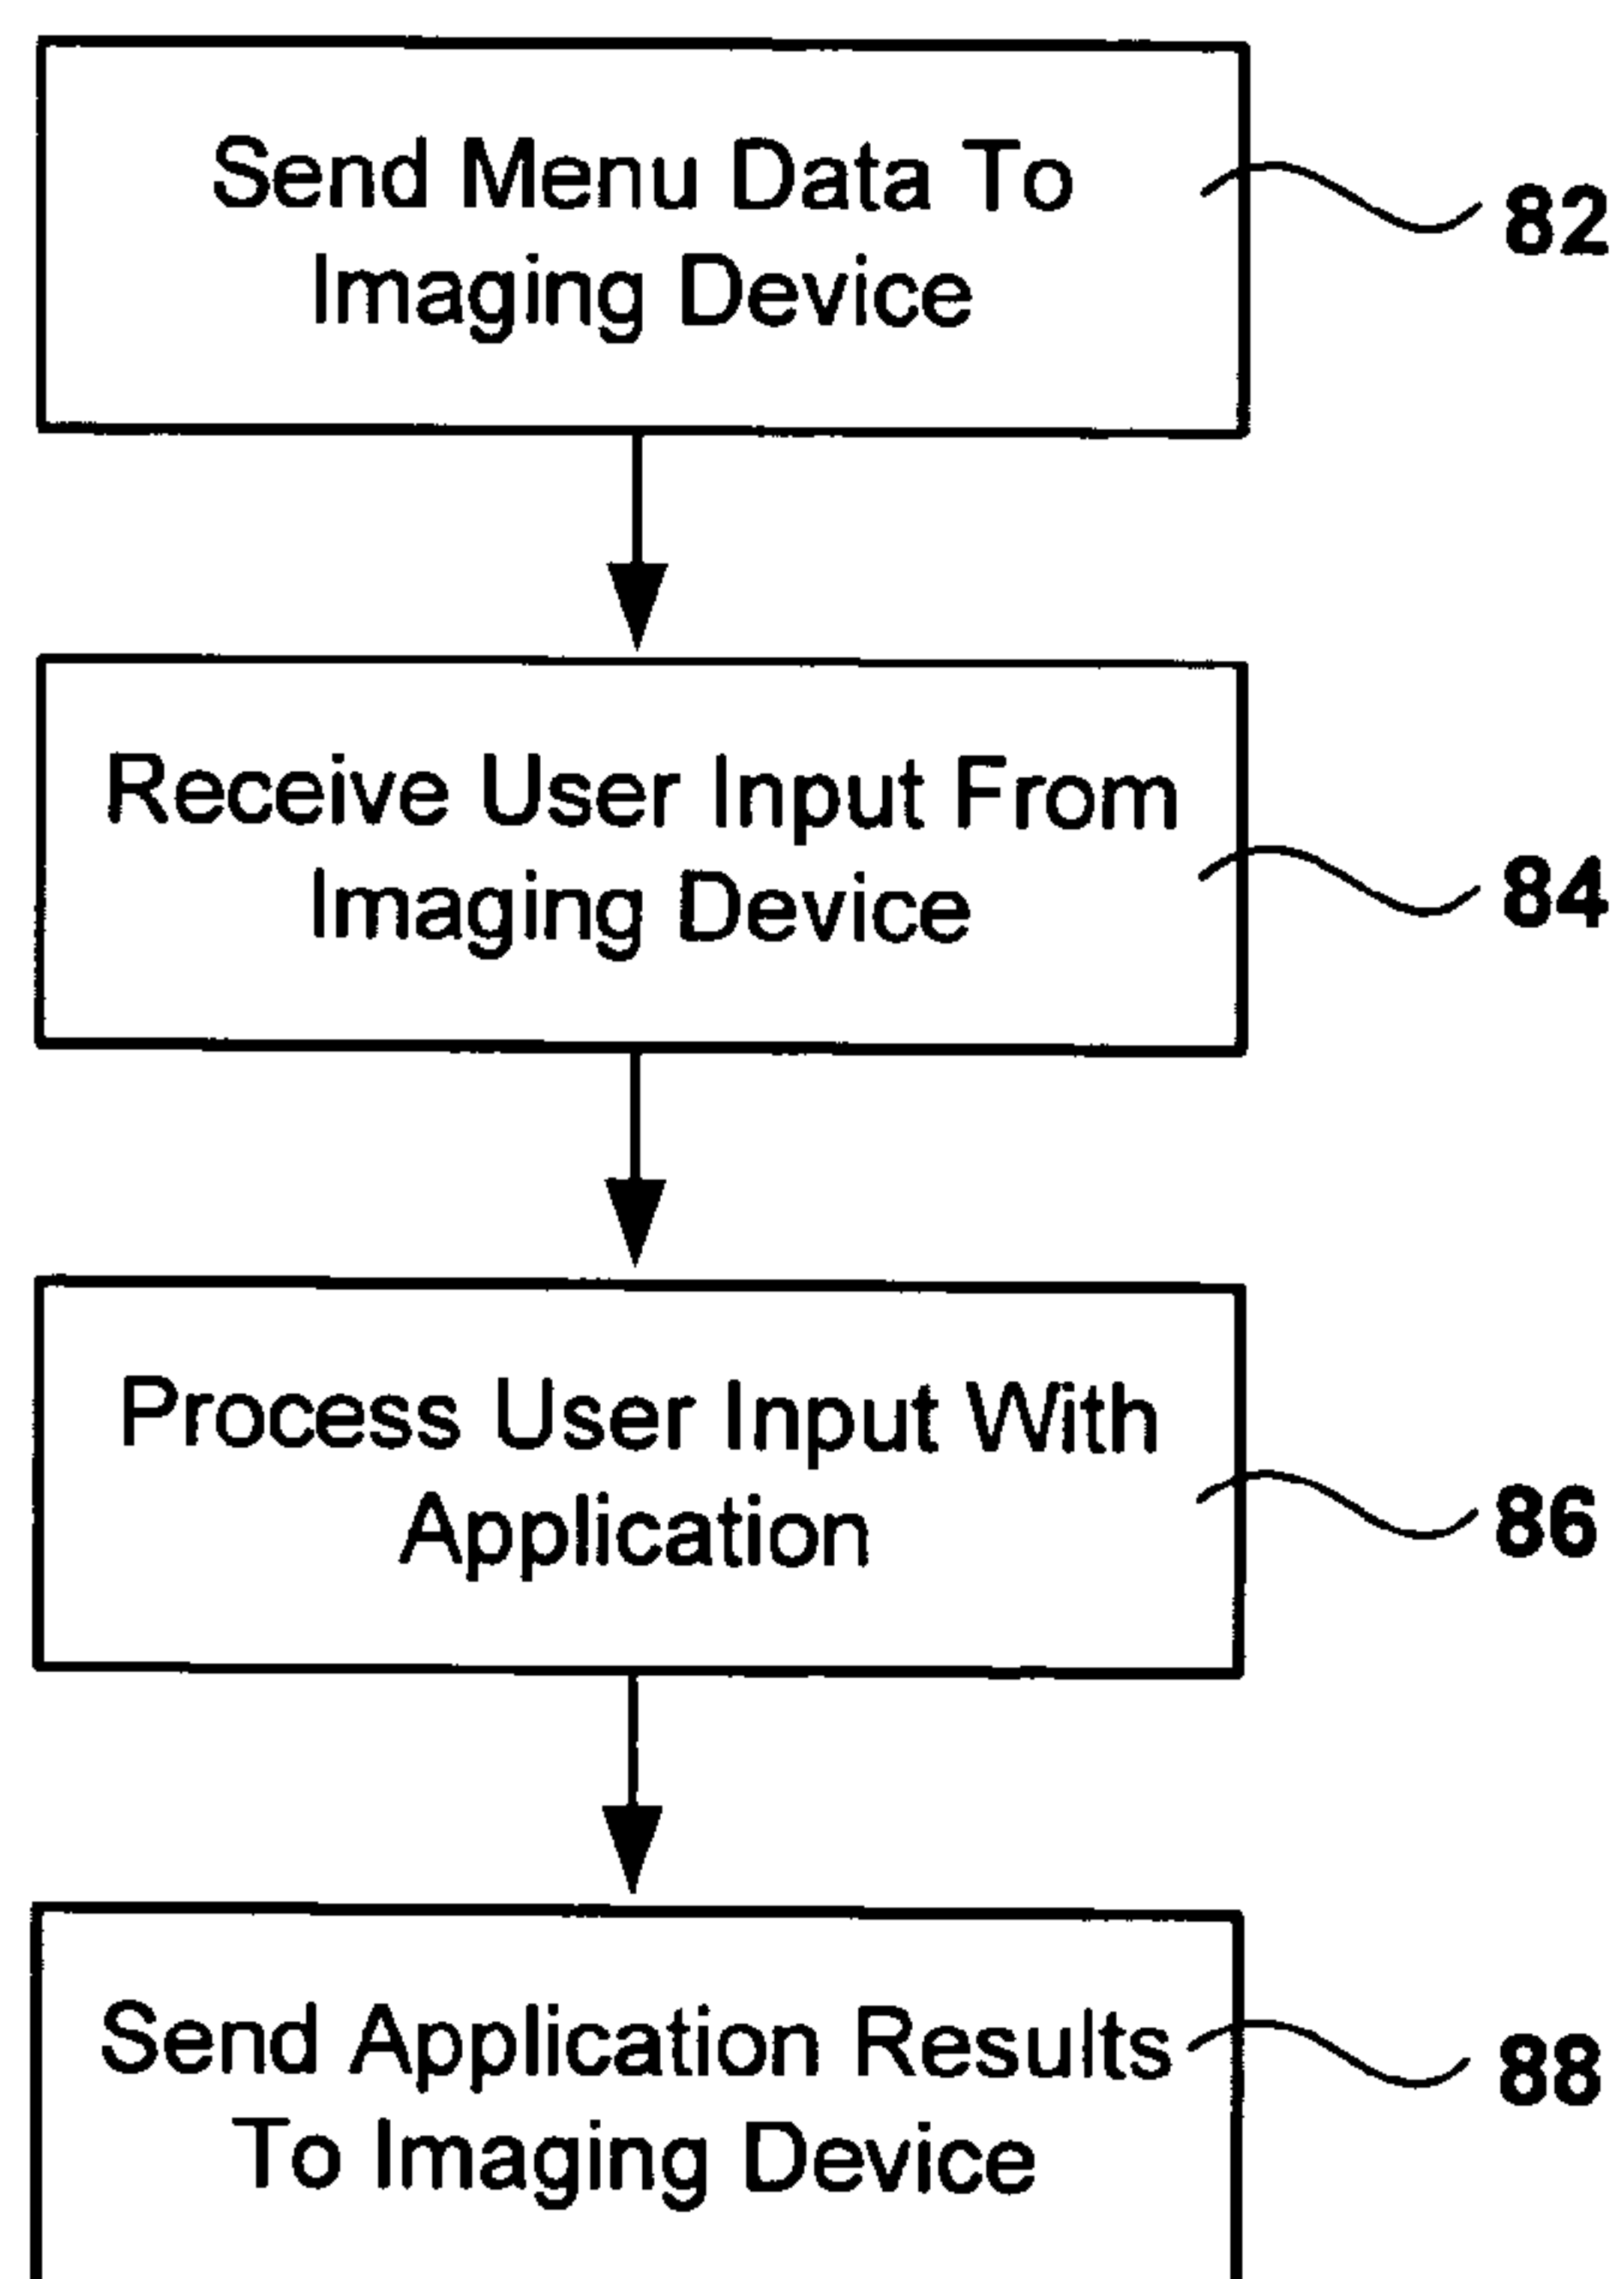 Send Menu Data To
Imaging Device
82
Receive User Input From
Imaging Device
84
Process User Input With
Application
86
Send Application Results
To Imaging Device
88